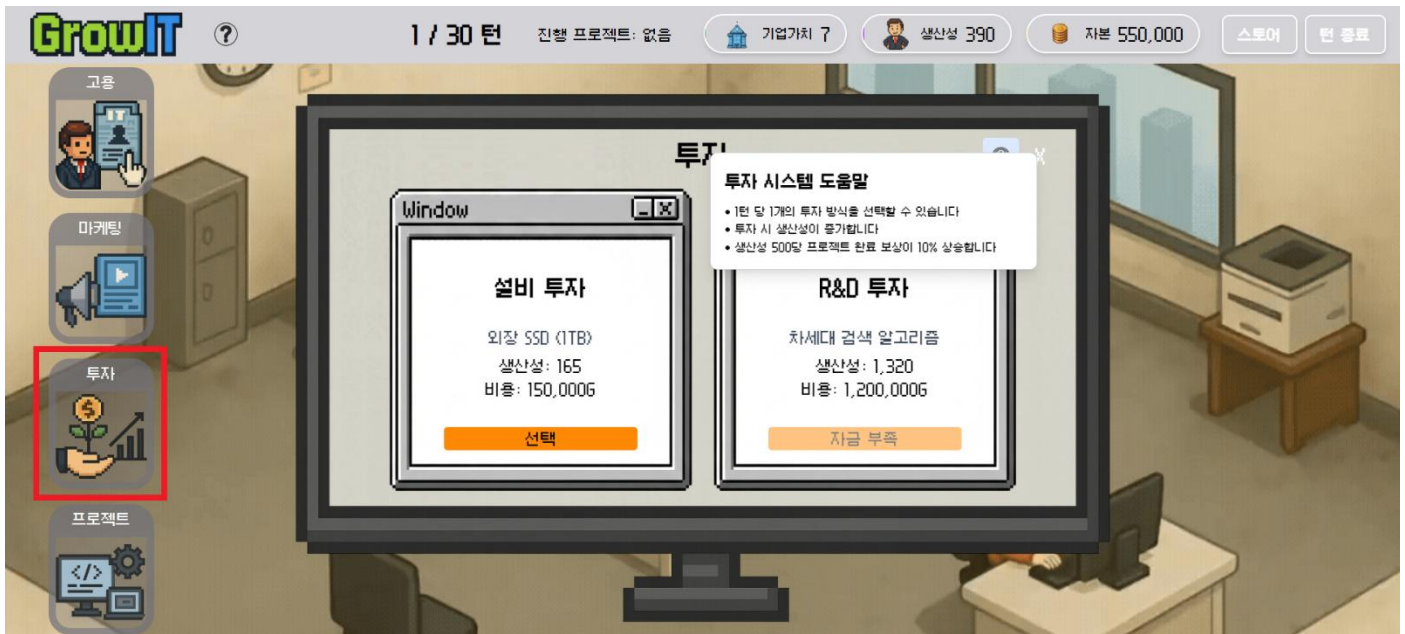 GrowIT
?
1 / 30 턴
진행 프로젝트: 없음
기업가치 7
생산성 390
자본 550,000
스토어
턴 종료
고용
IT
마케팅
투자
프로젝트
</>
투자
X
투자 시스템 도움말
• 1턴 당 1개의 투자 방식을 선택할 수 있습니다
• 투자 시 생산성이 증가합니다
• 생산성 500당 프로젝트 완료 보상이 10% 상승합니다
Window
설비 투자
외장 SSD (1TB)
생산성: 165
비용: 150,000G
선택
R&D 투자
차세대 검색 알고리즘
생산성: 1,320
비용: 1,200,000G
자금 부족